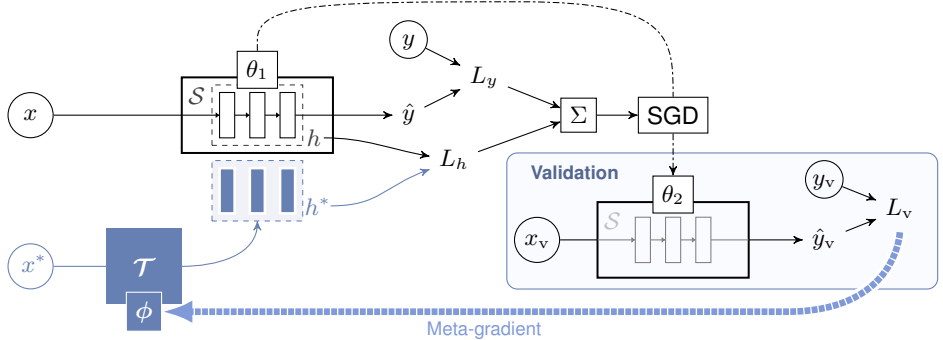 θ₁
y
S
L_y
x
ŷ
Σ
SGD
h
L_h
Validation
y_v
h*
θ₂
L_v
S
x_v
ŷ_v
x*
T
ϕ
Meta-gradient